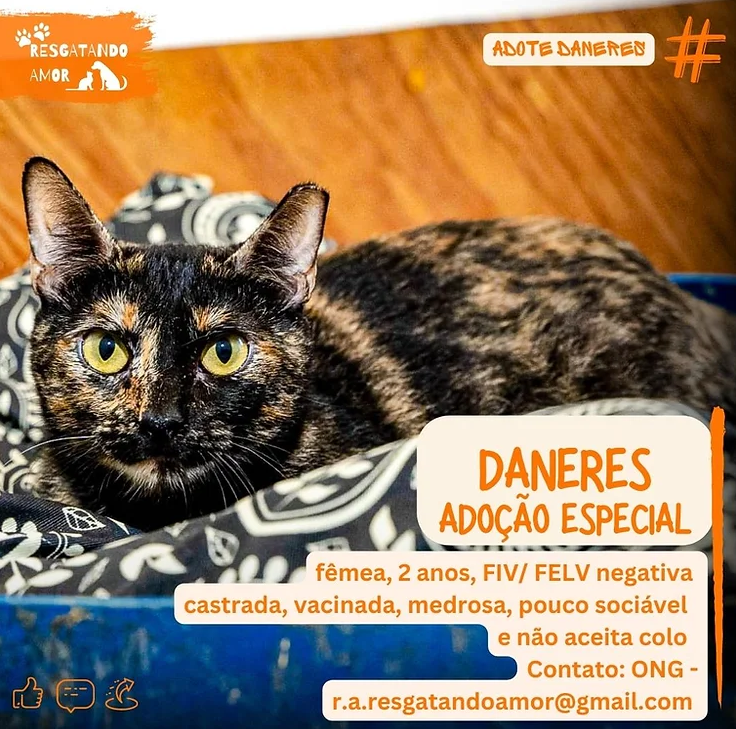 RESGATANDO
AMOR
ADOTE DANERES
#
DANERES
ADOÇÃO ESPECIAL
fêmea, 2 anos, FIV/ FELV negativa
castrada, vacinada, medrosa, pouco sociável
e não aceita colo
Contato: ONG -
r.a.resgatandoamor@gmail.com